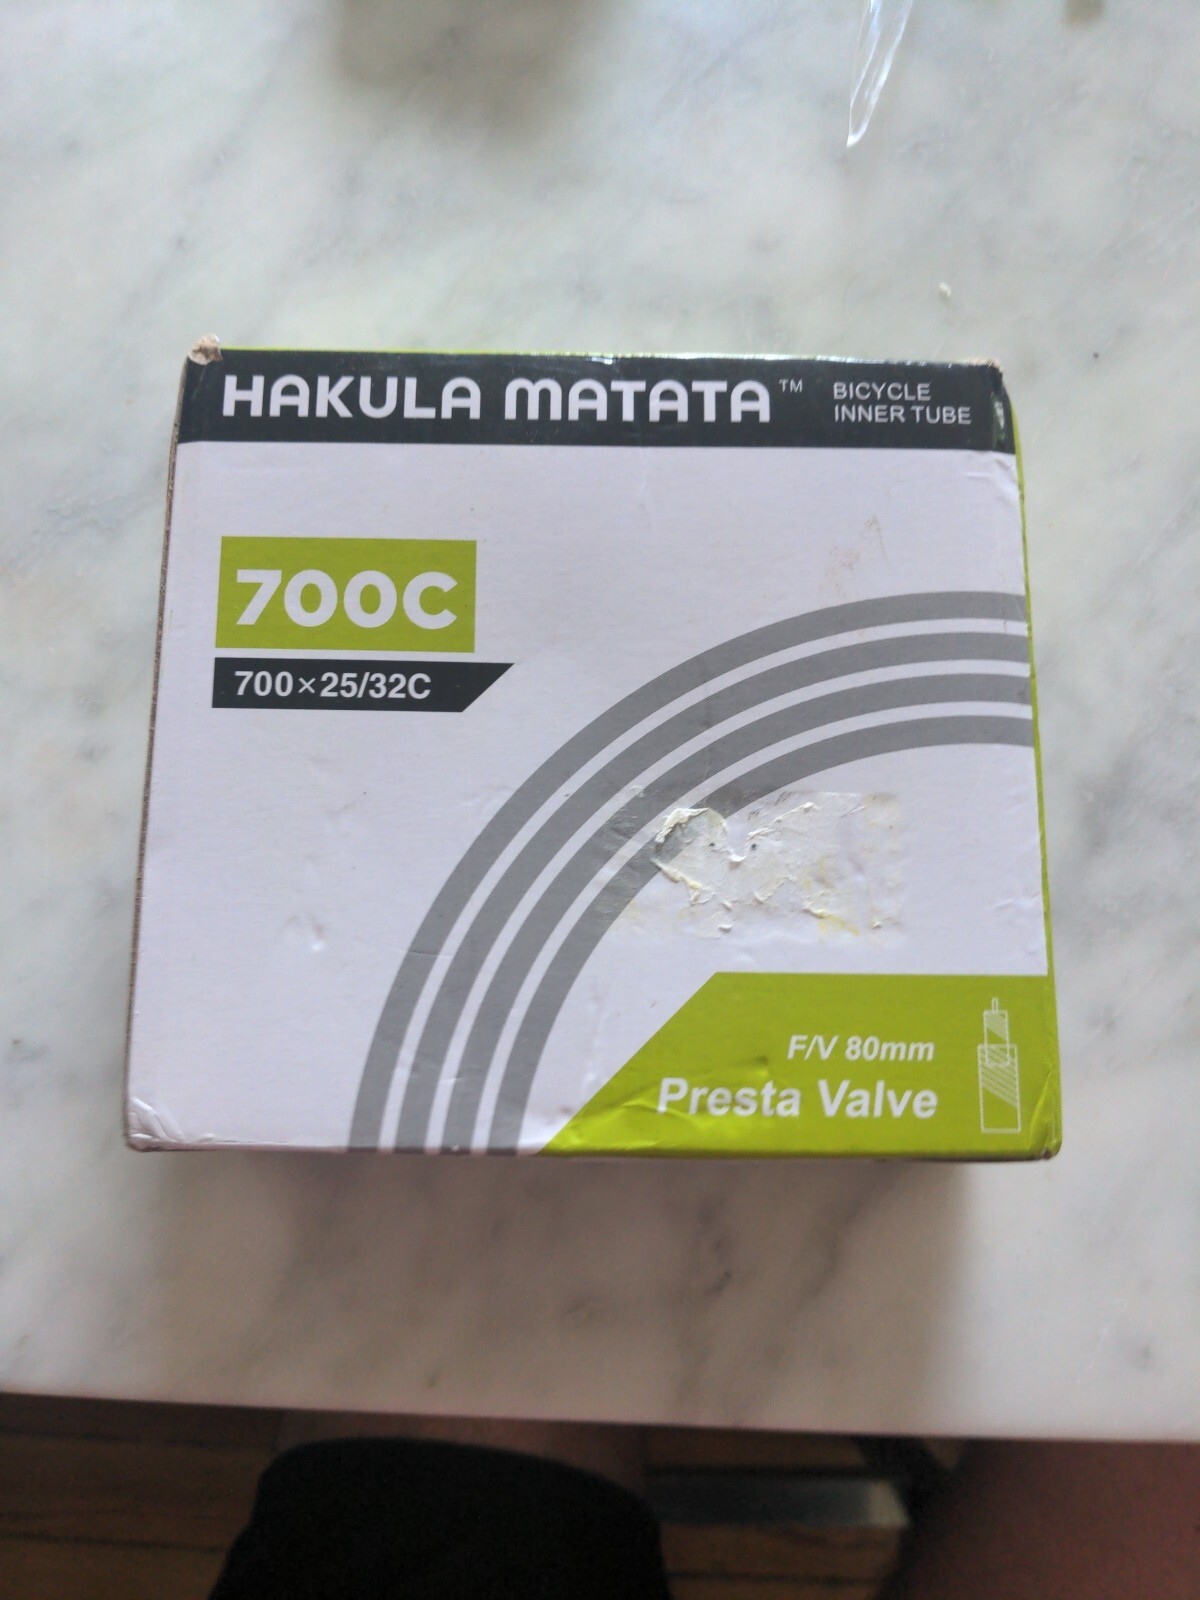 HAKULA MATATA™
BICYCLE
INNER TUBE
700C
700×25/32C
F/V 80mm
Presta Valve